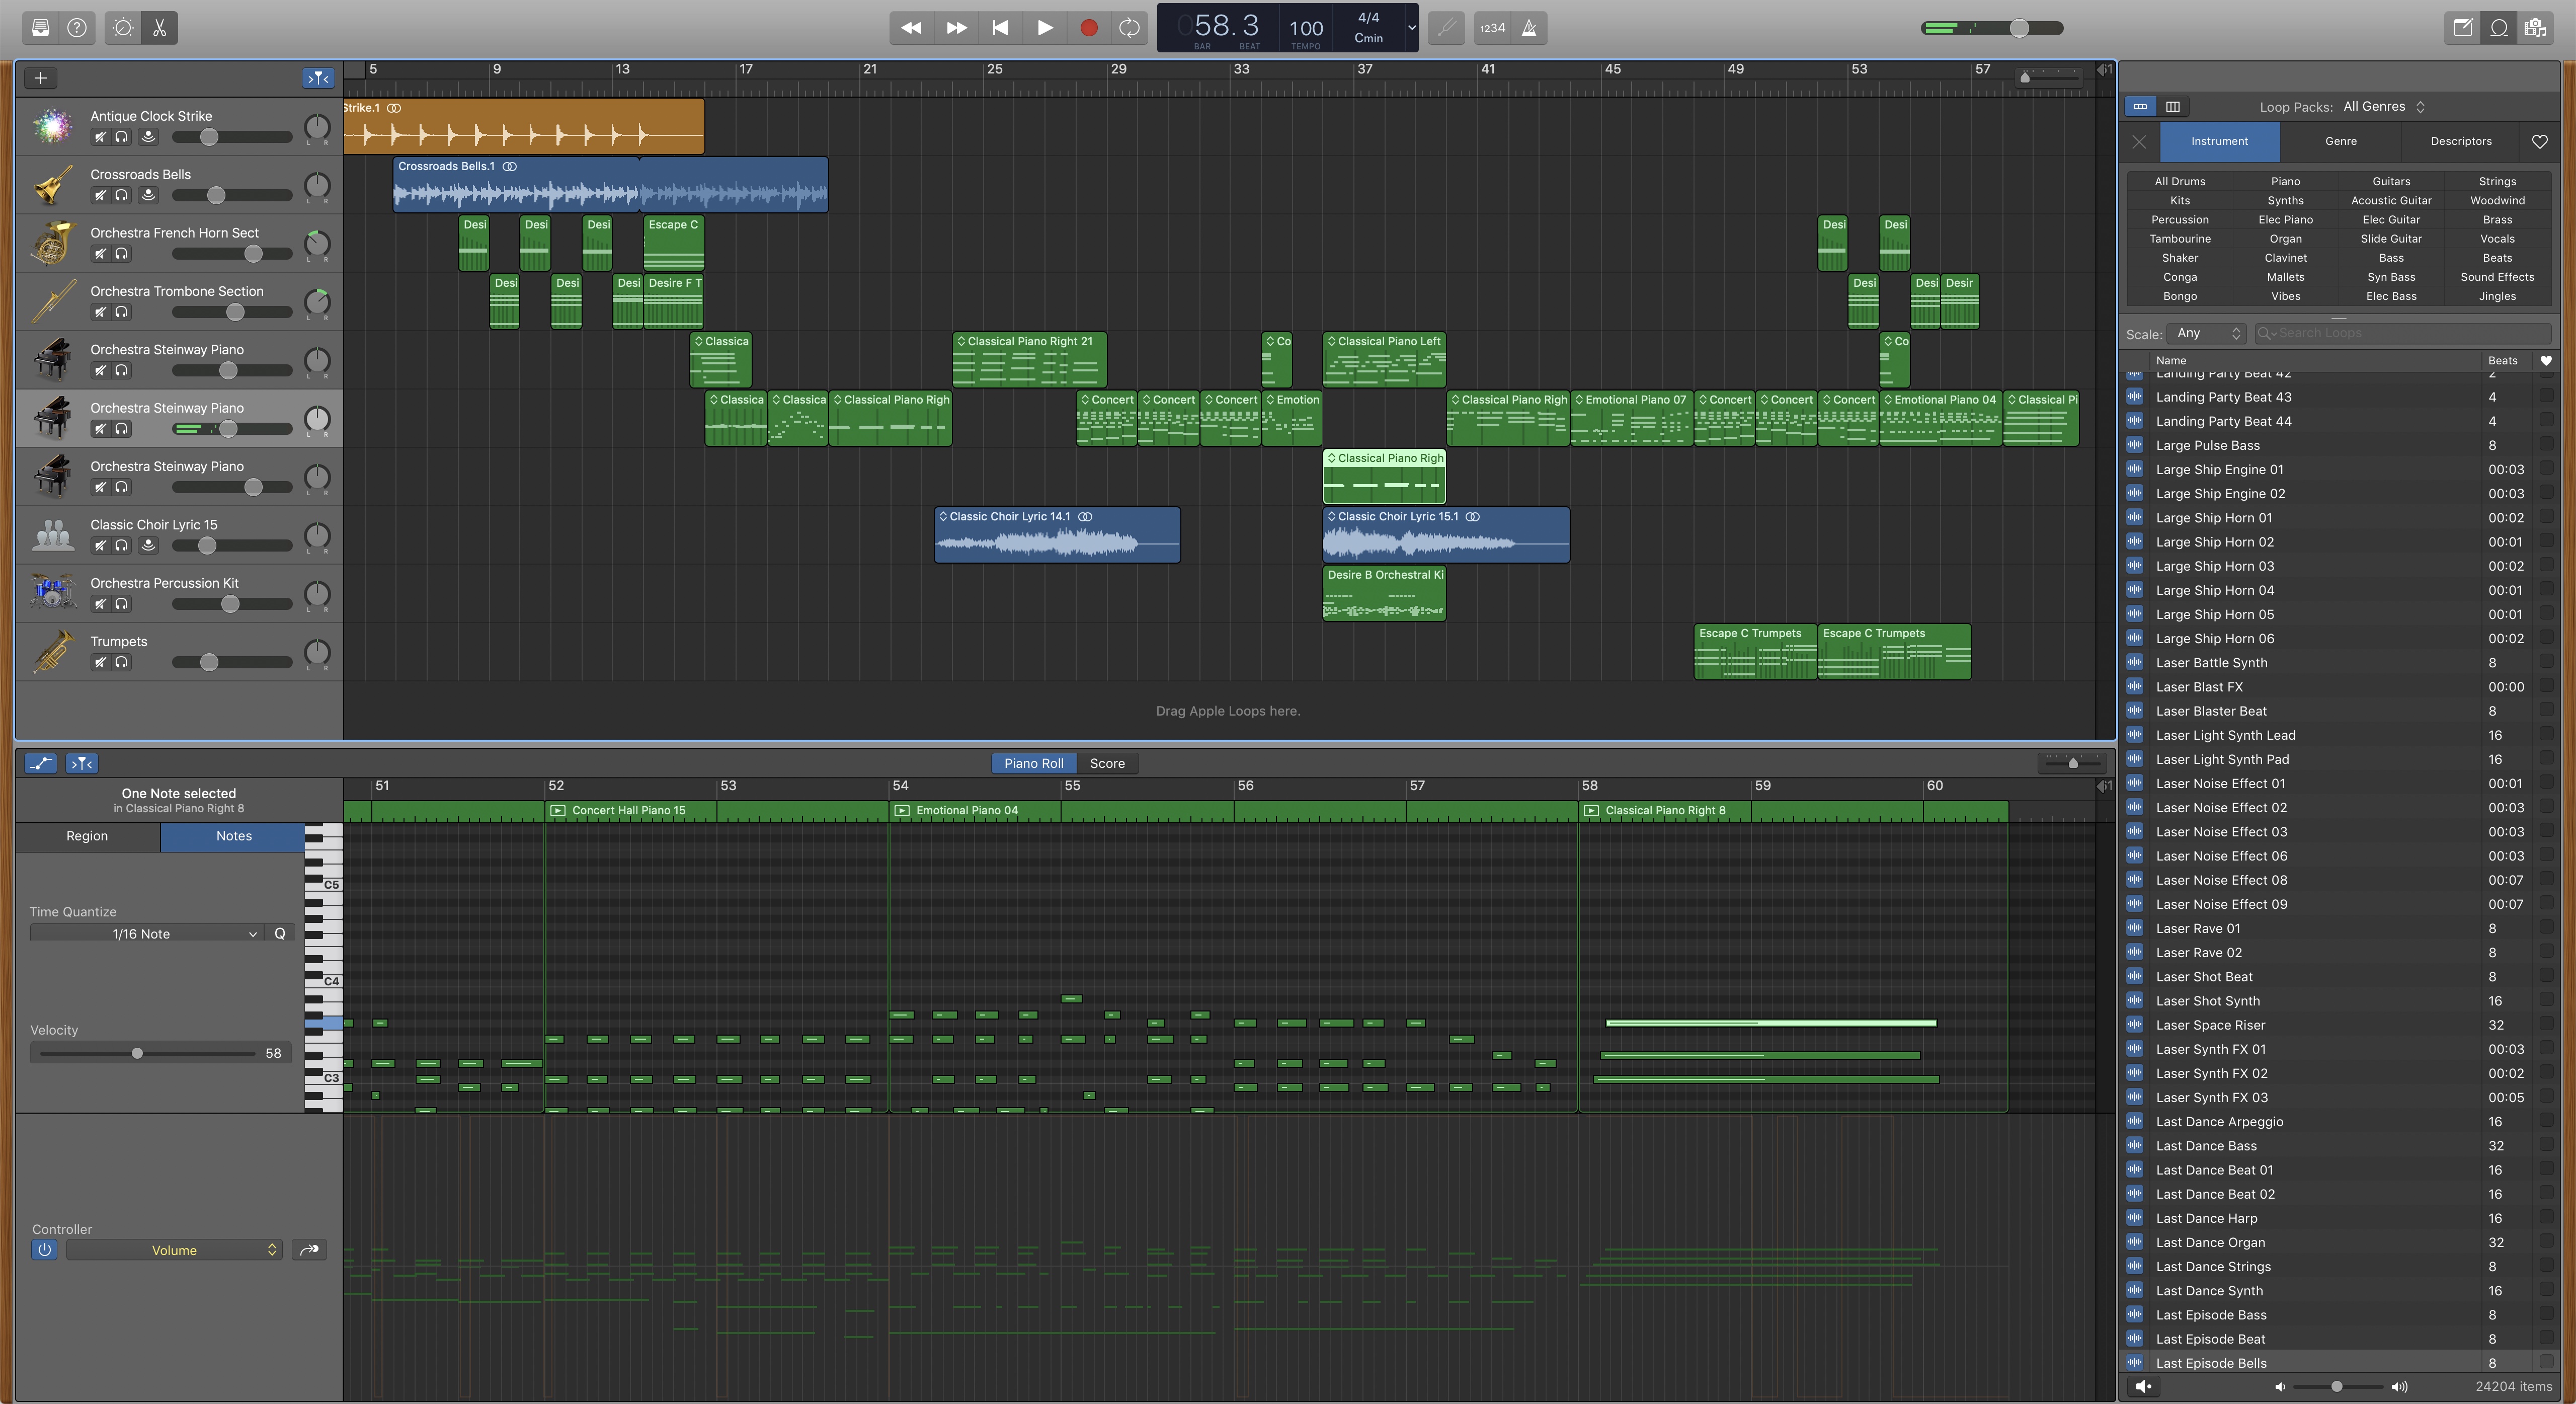 58.3
BAR BEAT
100
TEMPO
4/4
Cmin
1234
5 9 13 17 21 25 29 33 37 41 45 49 53 57 61
Antique Clock Strike
Strike.1
Crossroads Bells
Crossroads Bells.1
Orchestra French Horn Sect
Desi Desi Desi Escape C Desi Desi
Orchestra Trombone Section
Desi Desi Desi Desire F T Desi Desi Desir
Orchestra Steinway Piano
Classica Classical Piano Right 21 Co Classical Piano Left Co
Orchestra Steinway Piano
Classica Classica Classical Piano Righ Concert Concert Concert Emotion Classical Piano Righ Emotional Piano 07 Concert Concert Concert Emotional Piano 04 Classical Pi
Orchestra Steinway Piano
Classical Piano Righ
Classic Choir Lyric 15
Classic Choir Lyric 14.1 Classic Choir Lyric 15.1
Orchestra Percussion Kit
Desire B Orchestral Ki
Trumpets
Escape C Trumpets Escape C Trumpets
L R
Drag Apple Loops here.
Piano Roll Score
51 52 53 54 55 56 57 58 59 60 61
One Note selected
in Classical Piano Right 8
Concert Hall Piano 15 Emotional Piano 04 Classical Piano Right 8
Region Notes
C5
Time Quantize
1/16 Note Q
C4
Velocity
58
C3
Controller
Volume
Loop Packs: All Genres
Instrument Genre Descriptors
All Drums Piano Guitars Strings
Kits Synths Acoustic Guitar Woodwind
Percussion Elec Piano Elec Guitar Brass
Tambourine Organ Slide Guitar Vocals
Shaker Clavinet Bass Beats
Conga Mallets Syn Bass Sound Effects
Bongo Vibes Elec Bass Jingles
Scale: Any Search Loops
Name Beats
Landing Party Beat 42 2
Landing Party Beat 43 4
Landing Party Beat 44 4
Large Pulse Bass 8
Large Ship Engine 01 00:03
Large Ship Engine 02 00:03
Large Ship Horn 01 00:02
Large Ship Horn 02 00:01
Large Ship Horn 03 00:02
Large Ship Horn 04 00:01
Large Ship Horn 05 00:01
Large Ship Horn 06 00:02
Laser Battle Synth 8
Laser Blast FX 00:00
Laser Blaster Beat 8
Laser Light Synth Lead 16
Laser Light Synth Pad 16
Laser Noise Effect 01 00:01
Laser Noise Effect 02 00:03
Laser Noise Effect 03 00:03
Laser Noise Effect 06 00:03
Laser Noise Effect 08 00:07
Laser Noise Effect 09 00:07
Laser Rave 01 8
Laser Rave 02 8
Laser Shot Beat 8
Laser Shot Synth 16
Laser Space Riser 32
Laser Synth FX 01 00:03
Laser Synth FX 02 00:02
Laser Synth FX 03 00:05
Last Dance Arpeggio 16
Last Dance Bass 32
Last Dance Beat 01 16
Last Dance Beat 02 16
Last Dance Harp 16
Last Dance Organ 32
Last Dance Strings 8
Last Dance Synth 16
Last Episode Bass 8
Last Episode Beat 8
Last Episode Bells 8
24204 items